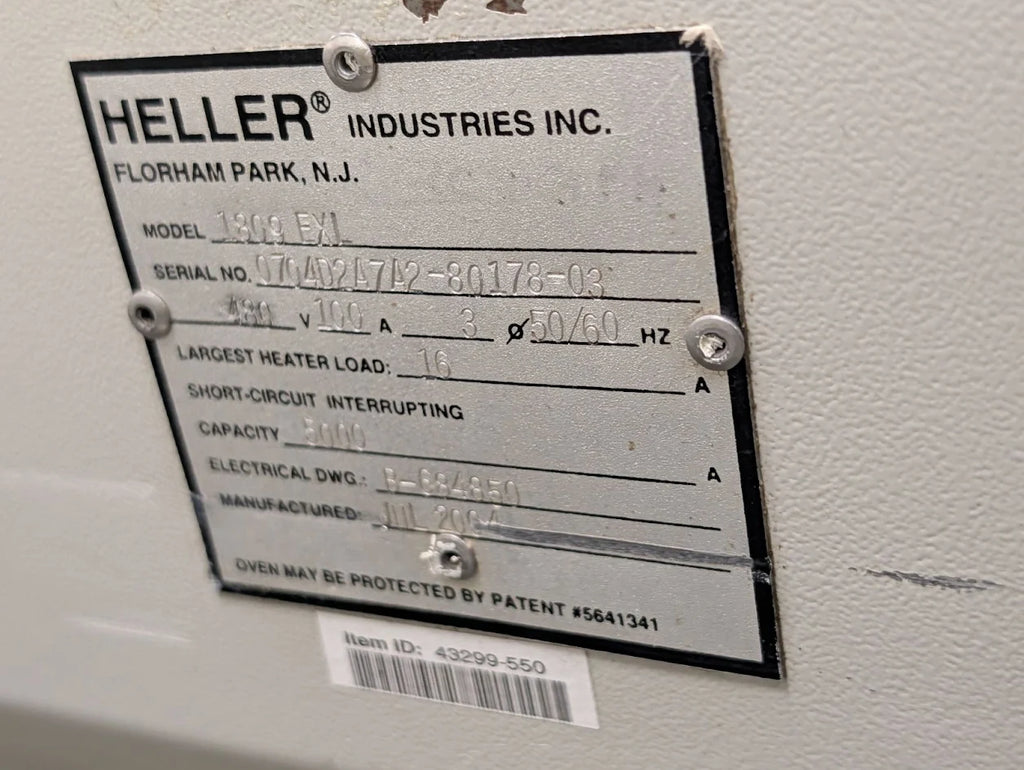 HELLER® INDUSTRIES INC.
FLORHAM PARK, N.J.
MODEL 1809 EXL
SERIAL NO. 0704D2A7A2-80178-03
480 V 100 A 3 ø 50/60 HZ
LARGEST HEATER LOAD: 16 A
SHORT-CIRCUIT INTERRUPTING
CAPACITY 5000 A
ELECTRICAL DWG.:
MANUFACTURED: JUL 2004
OVEN MAY BE PROTECTED BY PATENT #5641341
Item ID: 43299-550